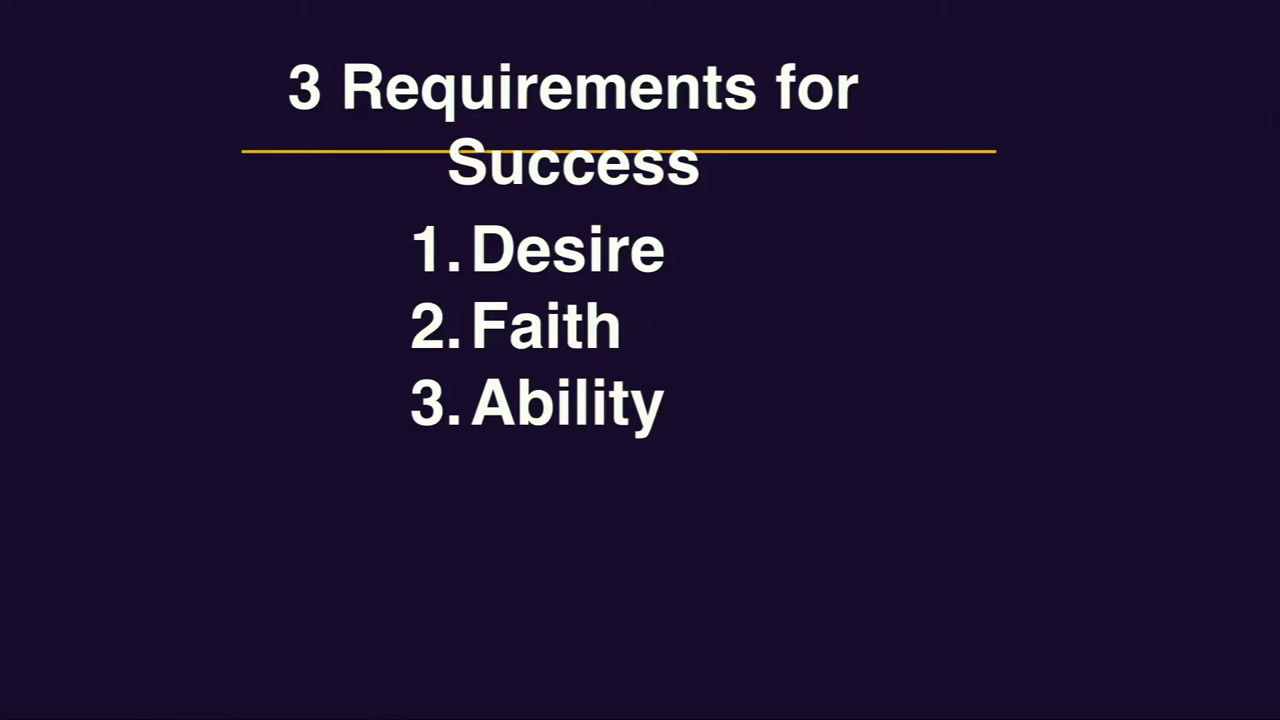 3 Requirements for
Success
1. Desire
2. Faith
3. Ability